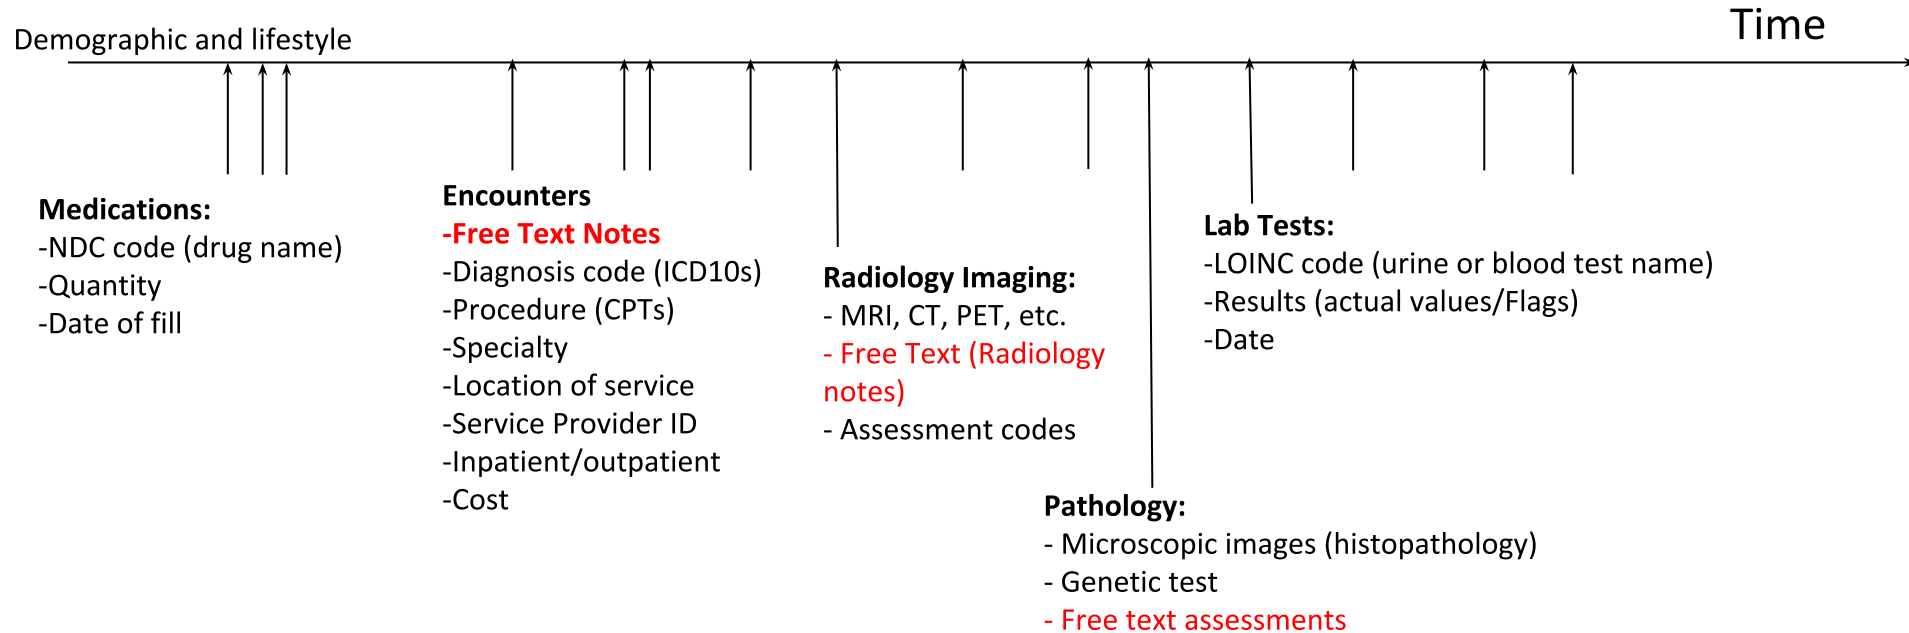 Time
Demographic and lifestyle
Medications:
-NDC code (drug name)
-Quantity
-Date of fill
Encounters
-Free Text Notes
-Diagnosis code (ICD10s)
-Procedure (CPTs)
-Specialty
-Location of service
-Service Provider ID
-Inpatient/outpatient
-Cost
Radiology Imaging:
- MRI, CT, PET, etc.
- Free Text (Radiology
notes)
- Assessment codes
Pathology:
- Microscopic images (histopathology)
- Genetic test
- Free text assessments
Lab Tests:
-LOINC code (urine or blood test name)
-Results (actual values/Flags)
-Date